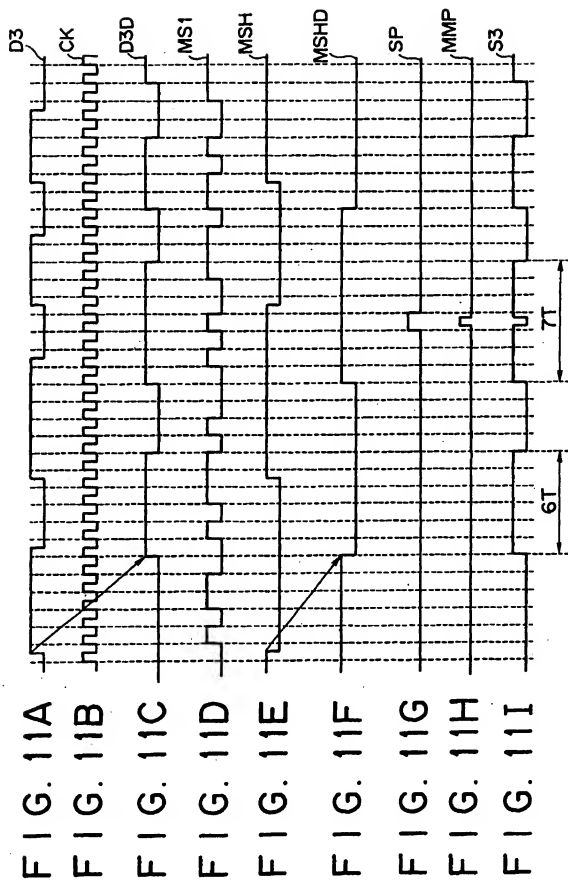 FIG. 11A D3
FIG. 11B CK
FIG. 11C D3D
FIG. 11D MS1
FIG. 11E MSH
FIG. 11F MSHD
FIG. 11G SP
FIG. 11H MMP
FIG. 11I S3
6T 7T